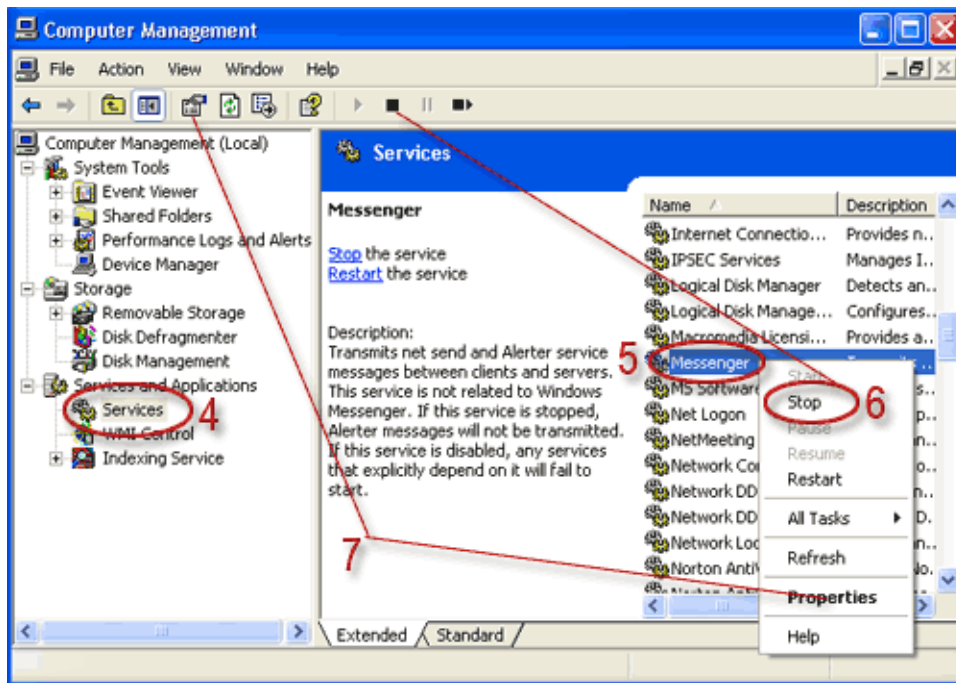 Computer Management
File Action View Window Help
Computer Management (Local)
System Tools
Event Viewer
Shared Folders
Performance Logs and Alerts
Device Manager
Storage
Removable Storage
Disk Defragmenter
Disk Management
Services and Applications
Services
4
WMI Control
Indexing Service
Services
Messenger
Stop the service
Restart the service
Description:
Transmits net send and Alerter service
messages between clients and servers.
This service is not related to Windows
Messenger. If this service is stopped,
Alerter messages will not be transmitted.
If this service is disabled, any services
that explicitly depend on it will fail to
start.
7
Name Description
Internet Connectio... Provides n..
IPSEC Services Manages I..
Logical Disk Manager Detects an..
Logical Disk Manage... Configures..
Macromedia Licensi... Provides a..
5 Messenger
MS Software
Net Logon
NetMeeting
Network Co
Network DD
Network DD
Network Loc
Norton Anti
Start
Stop
6
Pause
Resume
Restart
All Tasks
Refresh
Properties
Help
Extended Standard